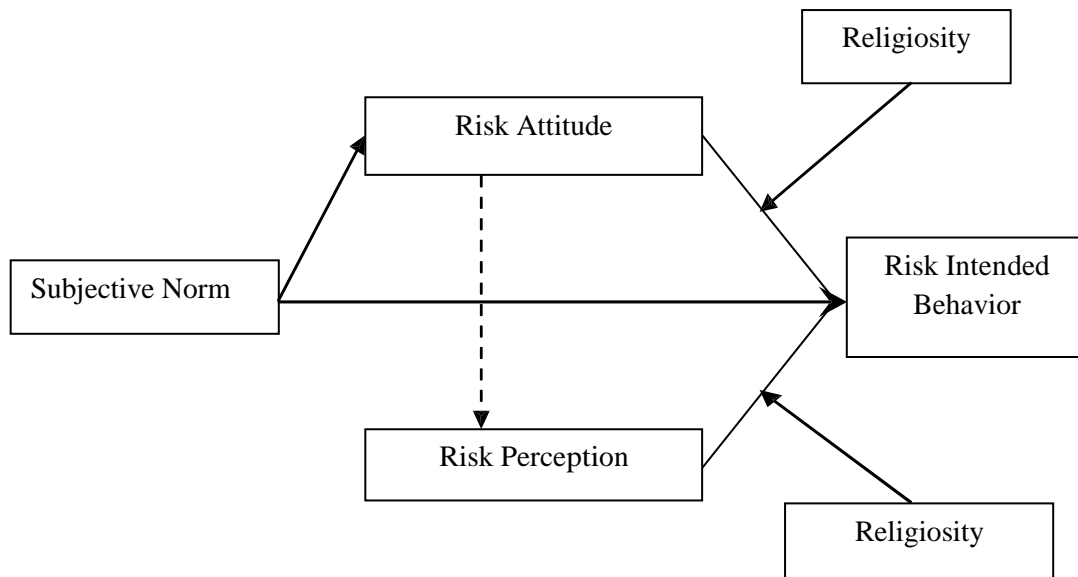 Religiosity
Risk Attitude
Subjective Norm
Risk Intended
Behavior
Risk Perception
Religiosity